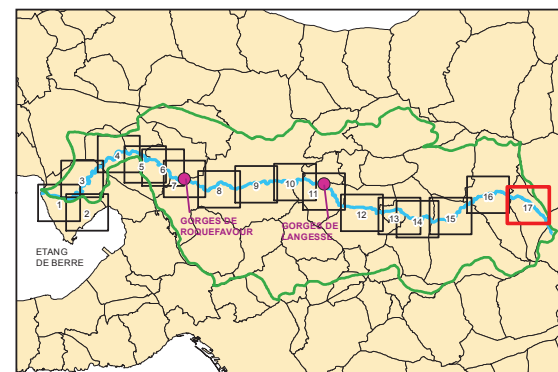 1
2
3
4
5
6
7
8
9
10
11
12
13
14
15
16
17
GORGES DE
ROQUEFAVOUR
GORGES DE
LANGESSE
ETANG
DE BERRE